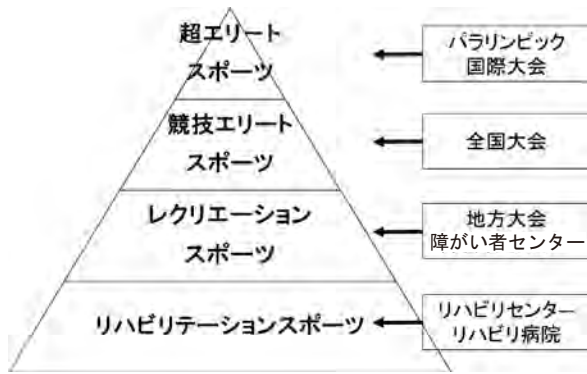 超エリート
スポーツ
パラリンピック
国際大会
競技エリート
スポーツ
全国大会
レクリエーション
スポーツ
地方大会
障がい者センター
リハビリテーションスポーツ
リハビリセンター
リハビリ病院